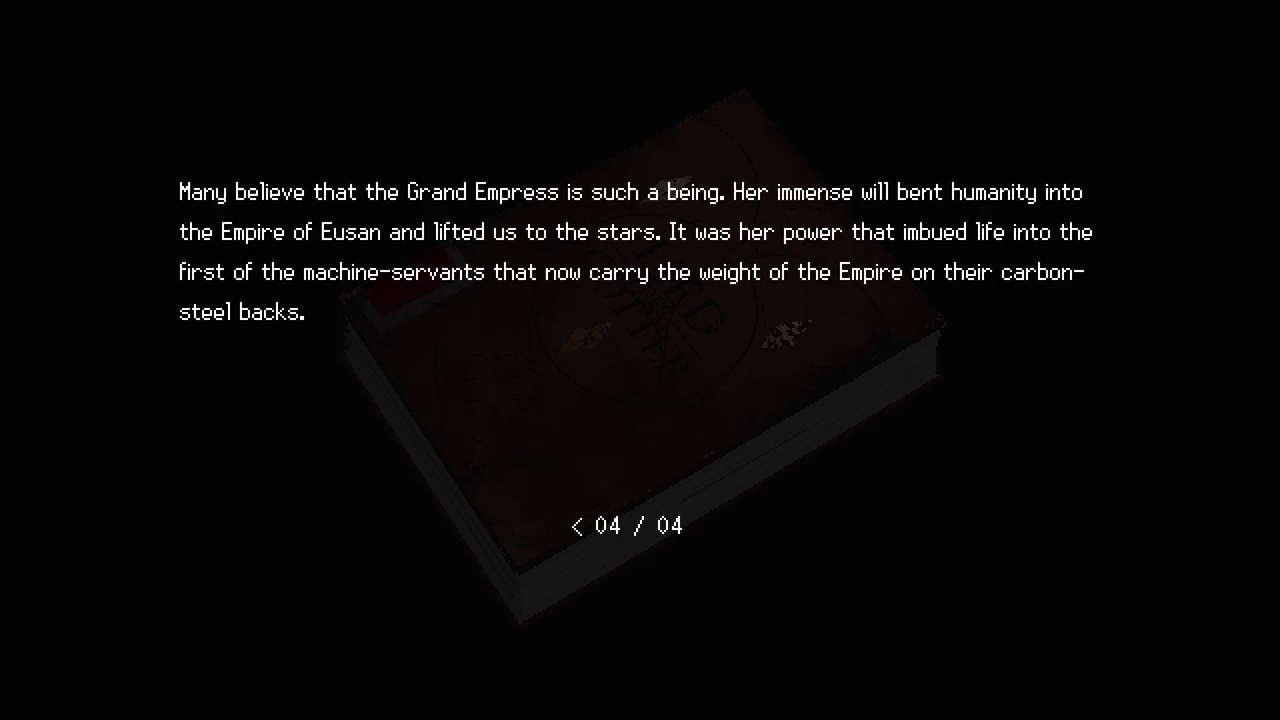 Many believe that the Grand Empress is such a being. Her immense will bent humanity into
the Empire of Eusan and lifted us to the stars. It was her power that imbued life into the
first of the machine-servants that now carry the weight of the Empire on their carbon-
steel backs.
< 04 / 04